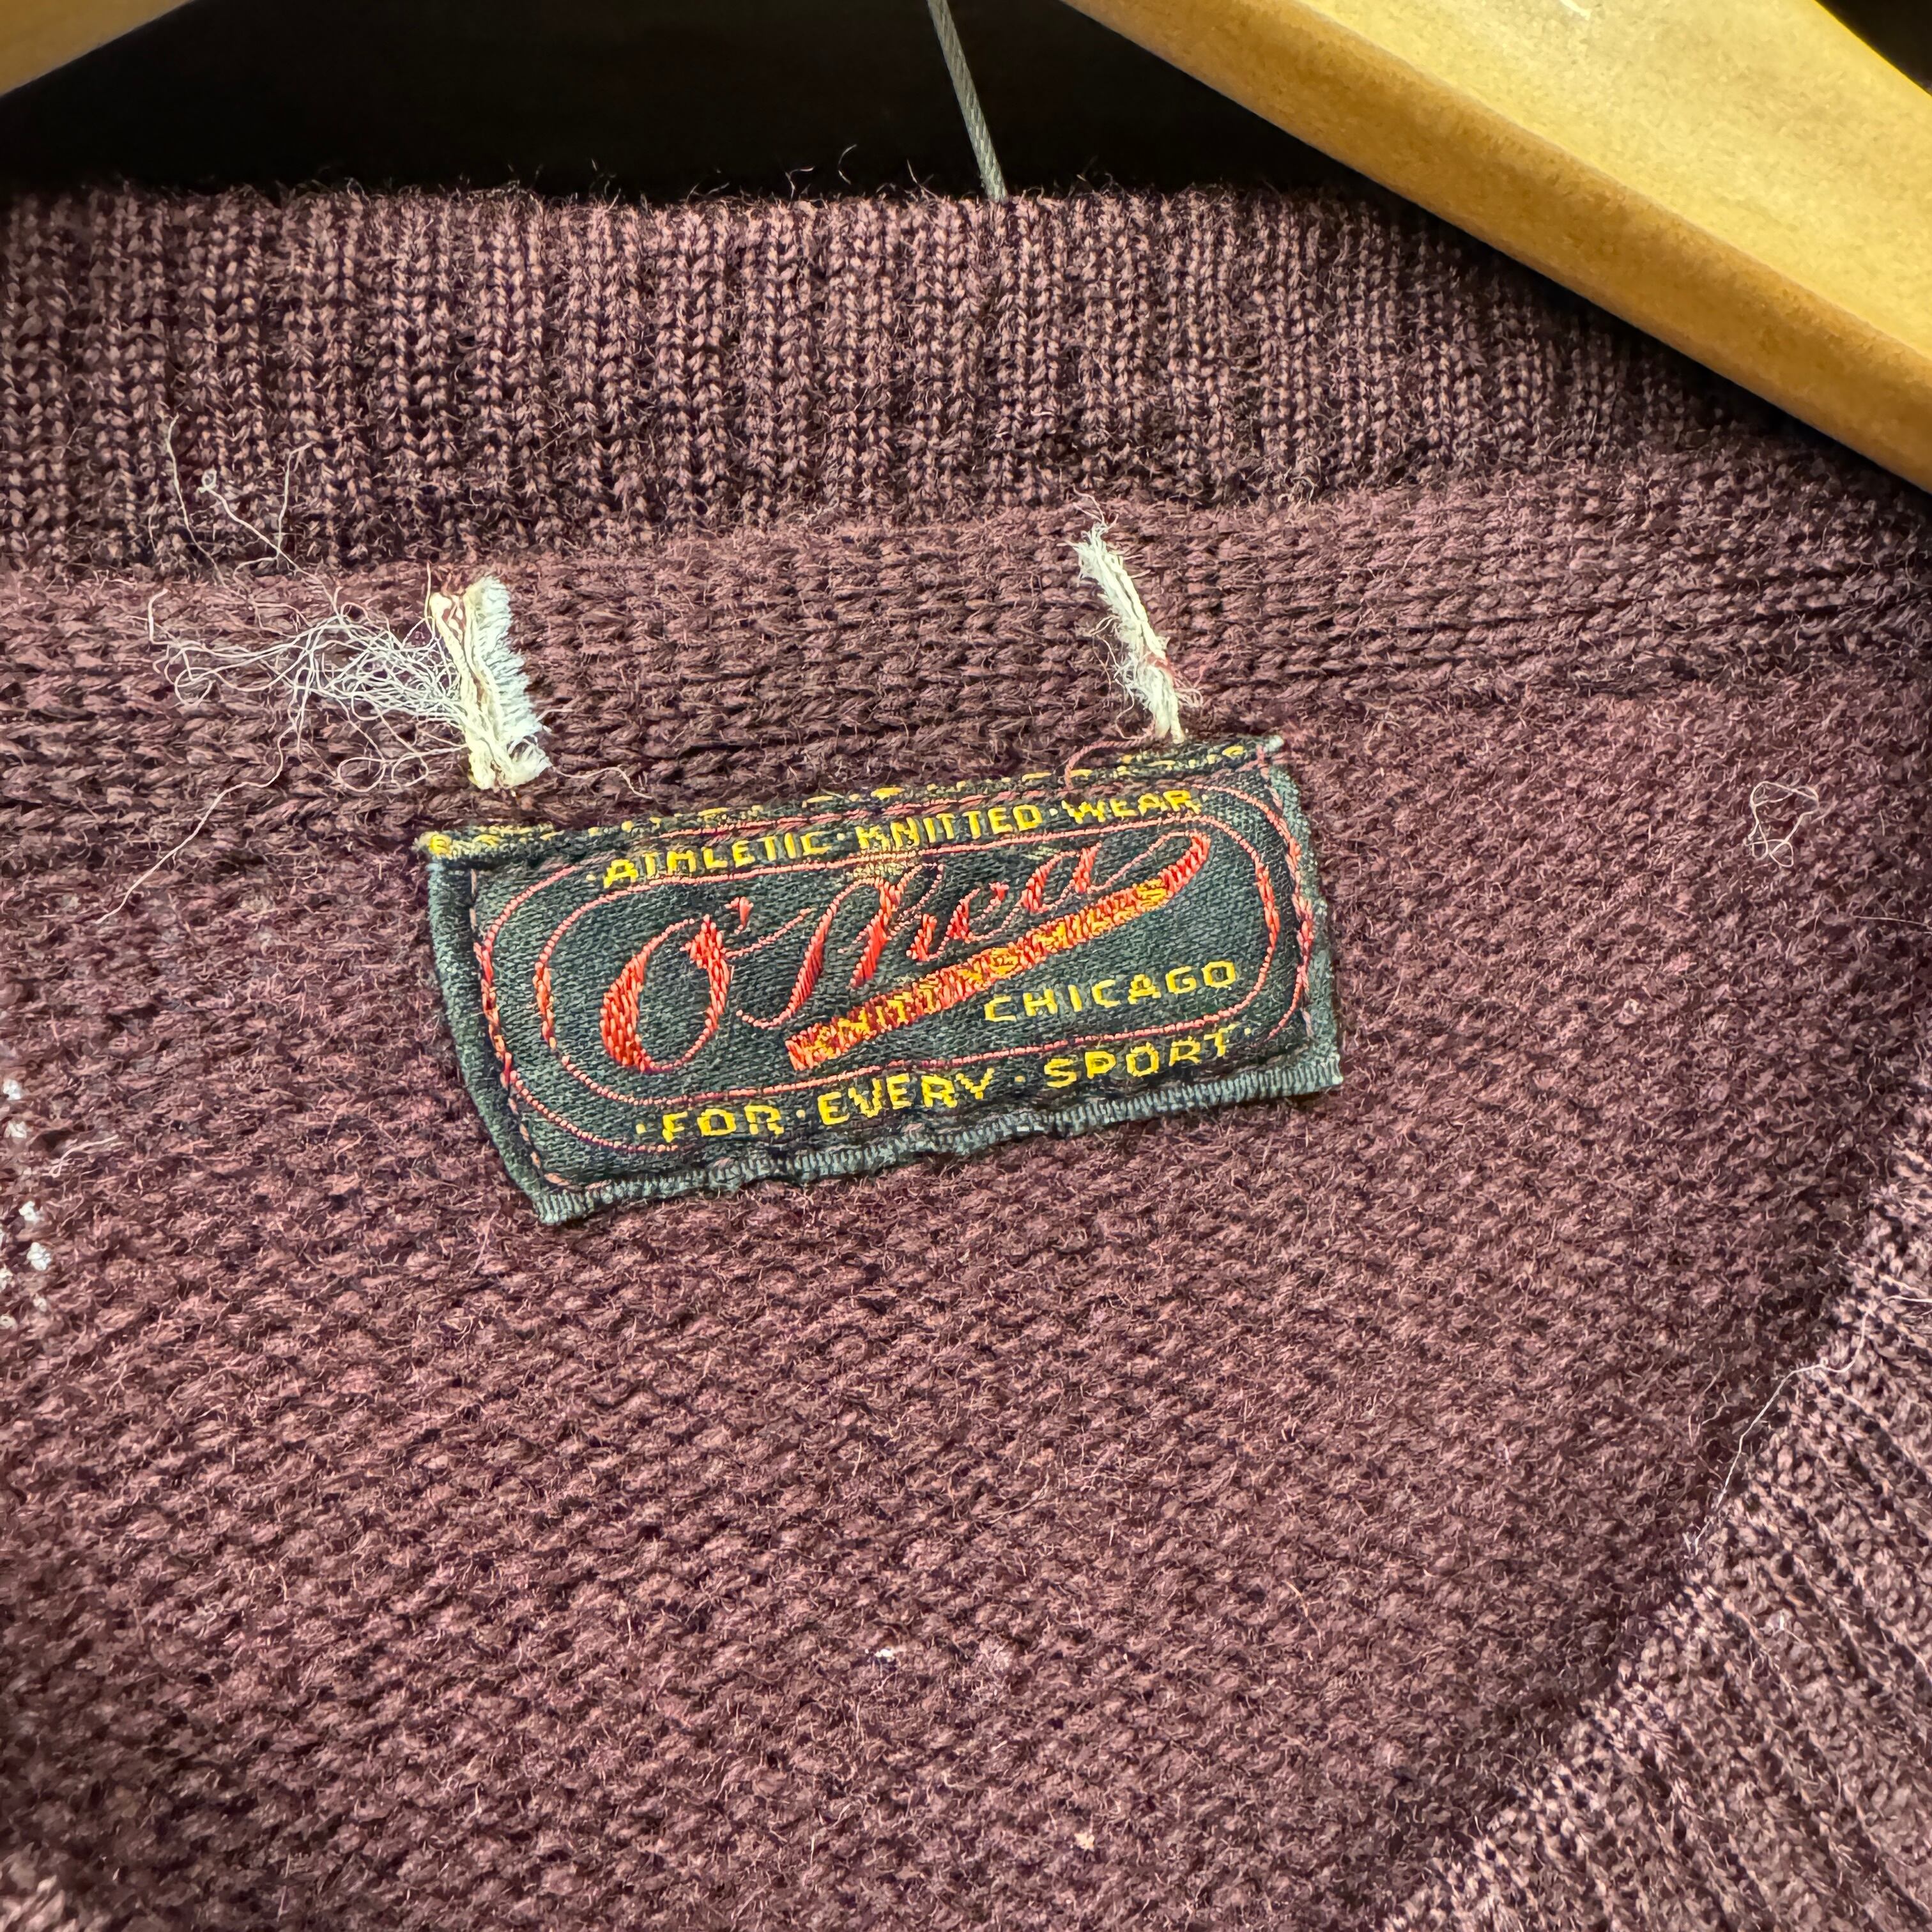 ·ATHLETIC·KNITTED·WEAR·
O'Shea
KNITTING MILLS
CHICAGO
·FOR·EVERY·SPORT·